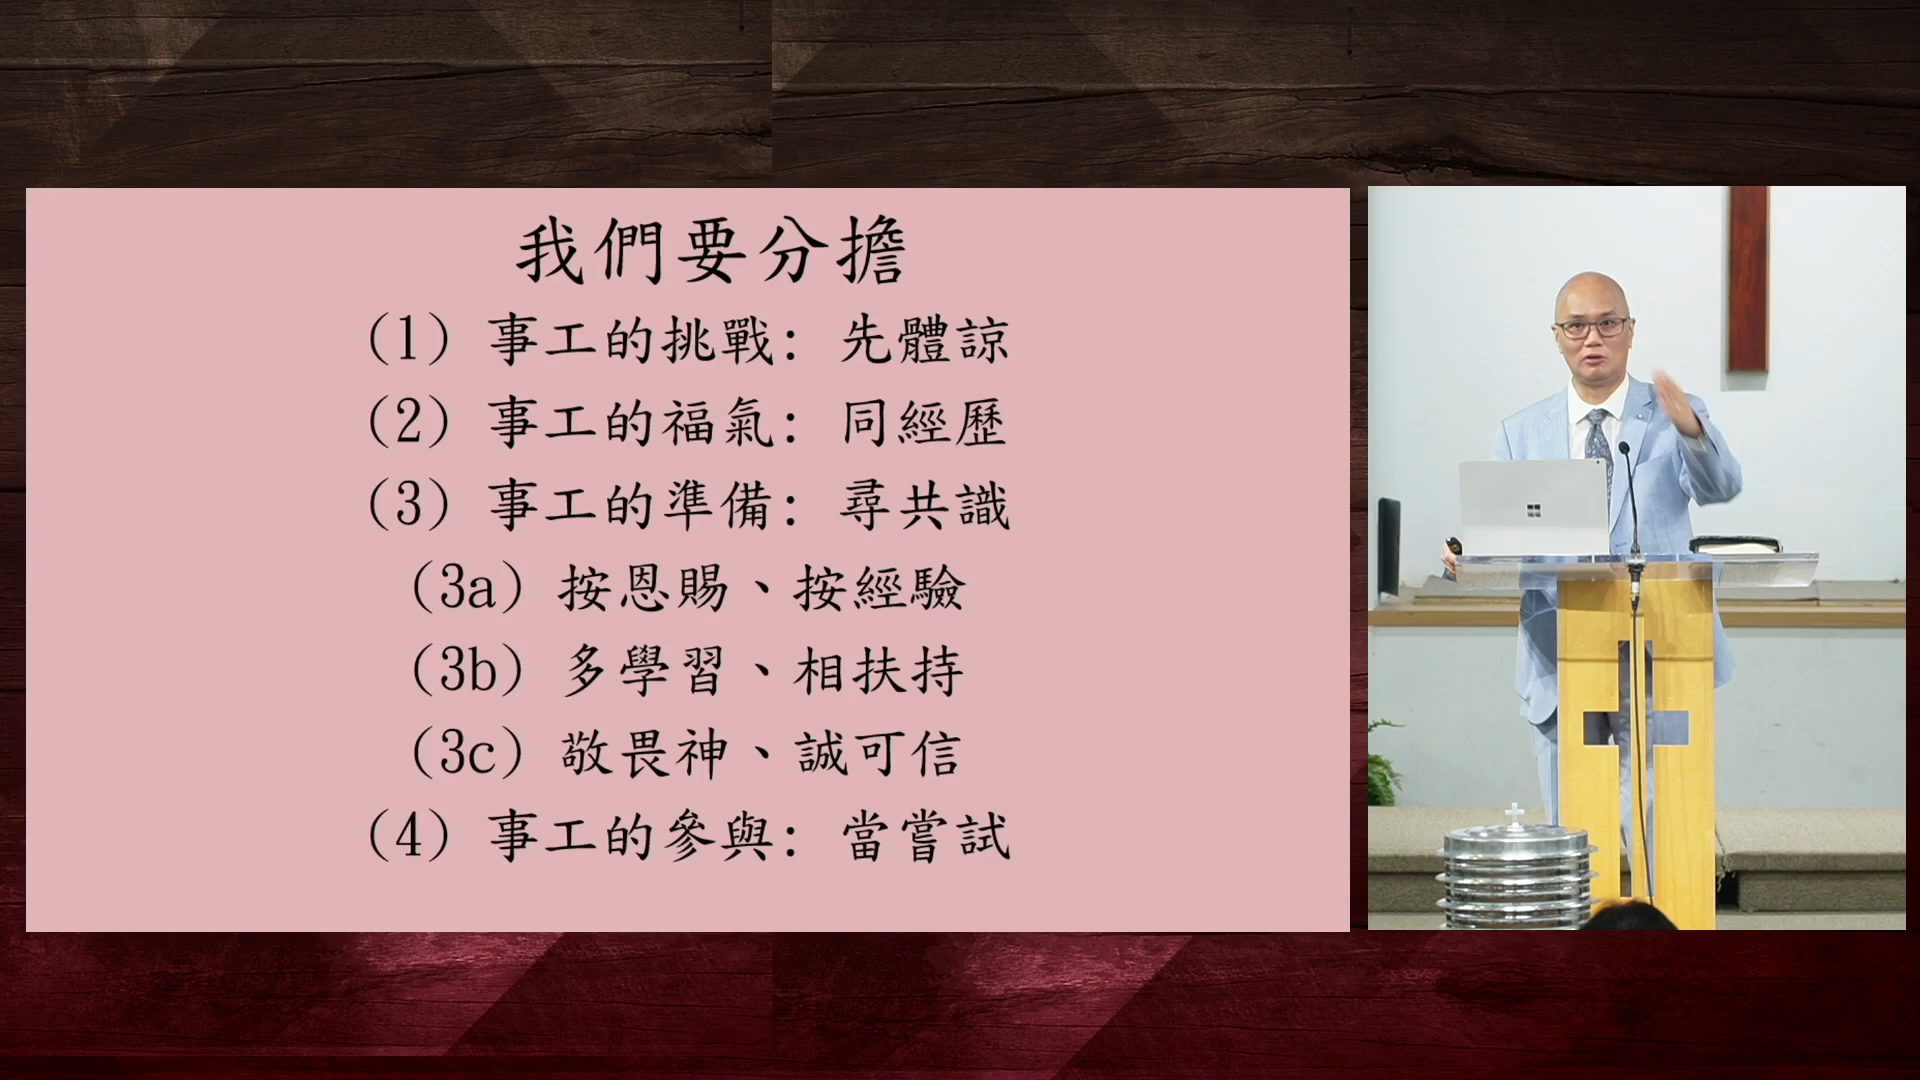 我們要分擔
(1) 事工的挑戰：先體諒
(2) 事工的福氣：同經歷
(3) 事工的準備：尋共識
(3a) 按恩賜、按經驗
(3b) 多學習、相扶持
(3c) 敬畏神、誠可信
(4) 事工的參與：當嘗試